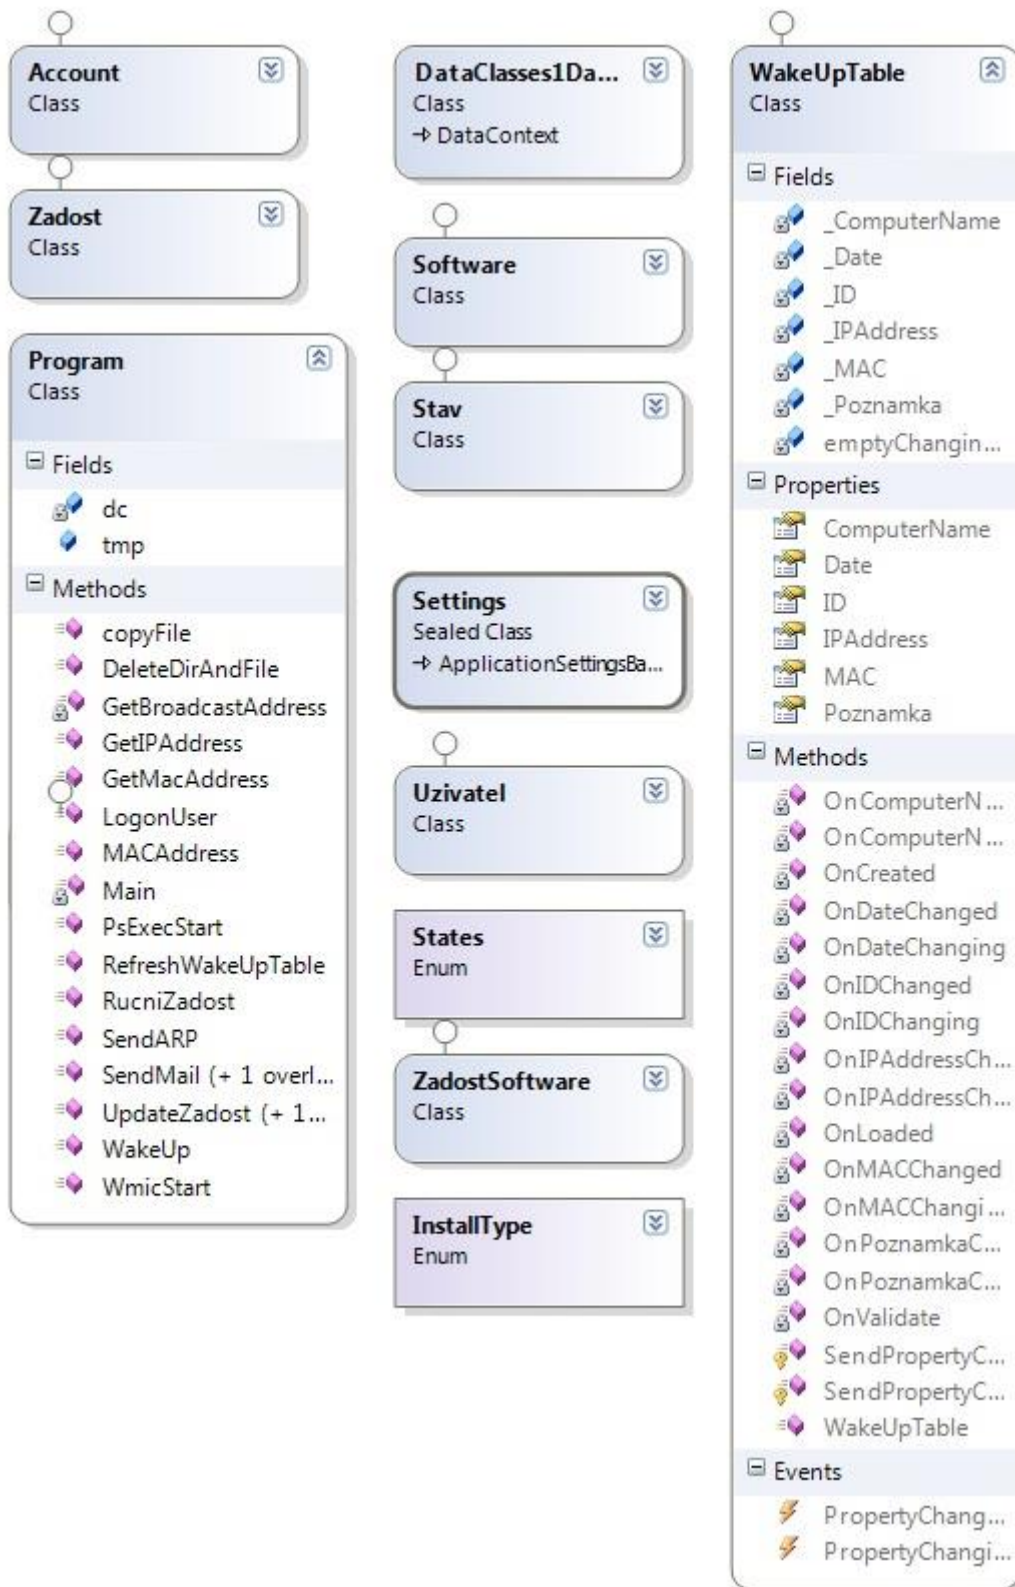 Account
Class
Zadost
Class
Program
Class
Fields
dc
tmp
Methods
copyFile
DeleteDirAndFile
GetBroadcastAddress
GetIPAddress
GetMacAddress
LogonUser
MACAddress
Main
PsExecStart
RefreshWakeUpTable
RucniZadost
SendARP
SendMail (+ 1 overl...
UpdateZadost (+ 1...
WakeUp
WmicStart
DataClasses1Da...
Class
DataContext
Software
Class
Stav
Class
Settings
Sealed Class
ApplicationSettingsBa...
Uzivatel
Class
States
Enum
ZadostSoftware
Class
InstallType
Enum
WakeUpTable
Class
Fields
_ComputerName
_Date
_ID
_IPAddress
_MAC
_Poznamka
emptyChangin...
Properties
ComputerName
Date
ID
IPAddress
MAC
Poznamka
Methods
OnComputerN...
OnComputerN...
OnCreated
OnDateChanged
OnDateChanging
OnIDChanged
OnIDChanging
OnIPAddressCh...
OnIPAddressCh...
OnLoaded
OnMACChanged
OnMACChangi...
OnPoznamkaC...
OnPoznamkaC...
OnValidate
SendPropertyC...
SendPropertyC...
WakeUpTable
Events
PropertyChang...
PropertyChangi...